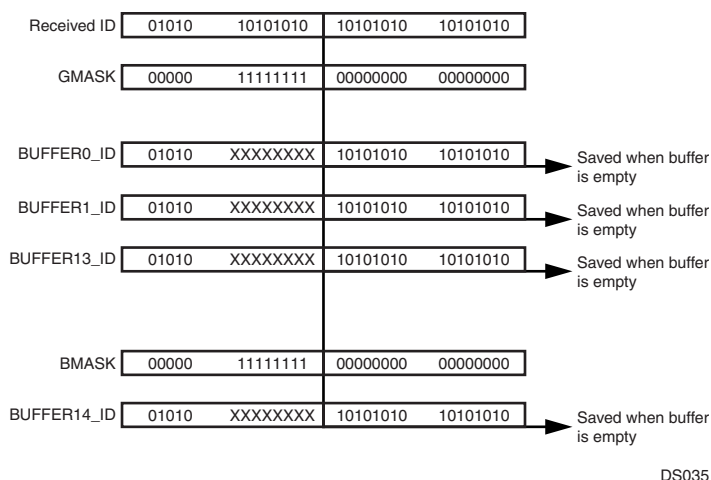 Received ID 01010 10101010 10101010 10101010
GMASK 00000 11111111 00000000 00000000
BUFFER0_ID 01010 XXXXXXXX 10101010 10101010
Saved when buffer
is empty
BUFFER1_ID 01010 XXXXXXXX 10101010 10101010
Saved when buffer
is empty
BUFFER13_ID 01010 XXXXXXXX 10101010 10101010
Saved when buffer
is empty
BMASK 00000 11111111 00000000 00000000
BUFFER14_ID 01010 XXXXXXXX 10101010 10101010
Saved when buffer
is empty
DS035